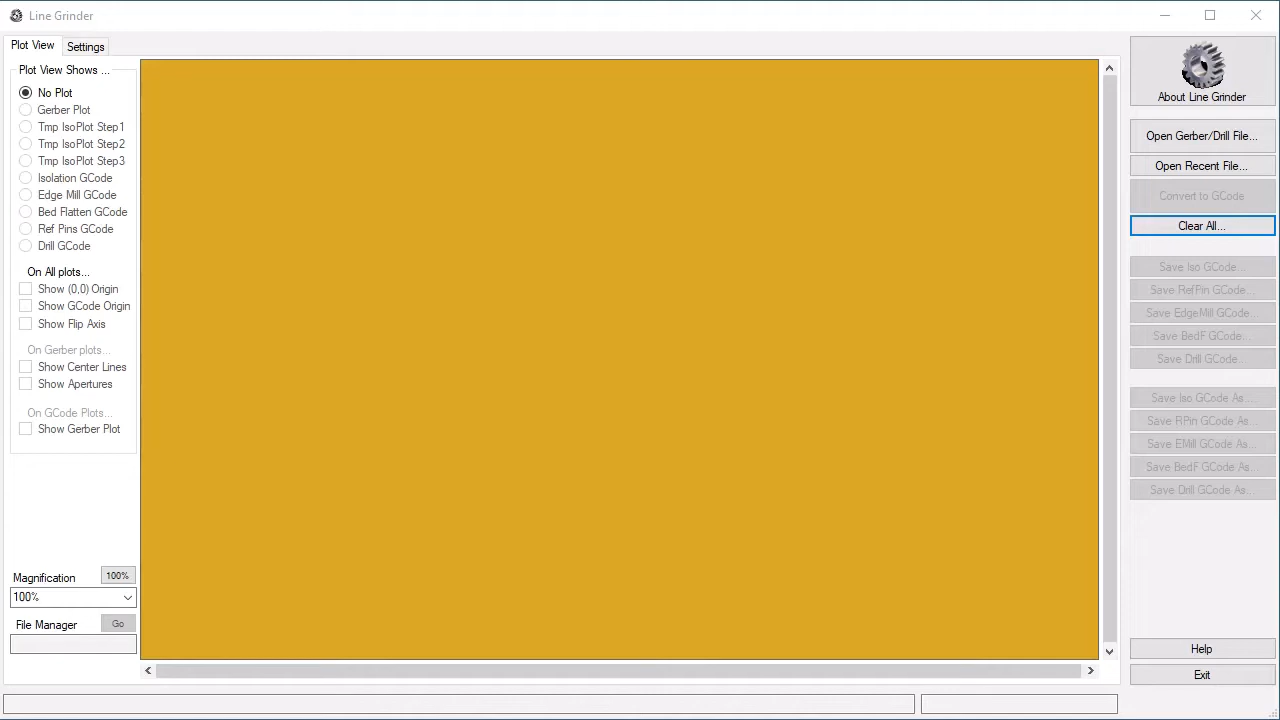 Line Grinder
Plot View
Settings
Plot View Shows ...
No Plot
Gerber Plot
Tmp IsoPlot Step1
Tmp IsoPlot Step2
Tmp IsoPlot Step3
Isolation GCode
Edge Mill GCode
Bed Flatten GCode
Ref Pins GCode
Drill GCode
On All plots...
Show (0,0) Origin
Show GCode Origin
Show Flip Axis
On Gerber plots...
Show Center Lines
Show Apertures
On GCode Plots...
Show Gerber Plot
Magnification
100%
100%
File Manager
Go
About Line Grinder
Open Gerber/Drill File...
Open Recent File...
Convert to GCode
Clear All...
Save Iso GCode...
Save RefPin GCode...
Save EdgeMill GCode...
Save BedF GCode...
Save Drill GCode...
Save Iso GCode As...
Save RPin GCode As...
Save EMill GCode As...
Save BedF GCode As...
Save Drill GCode As...
Help
Exit